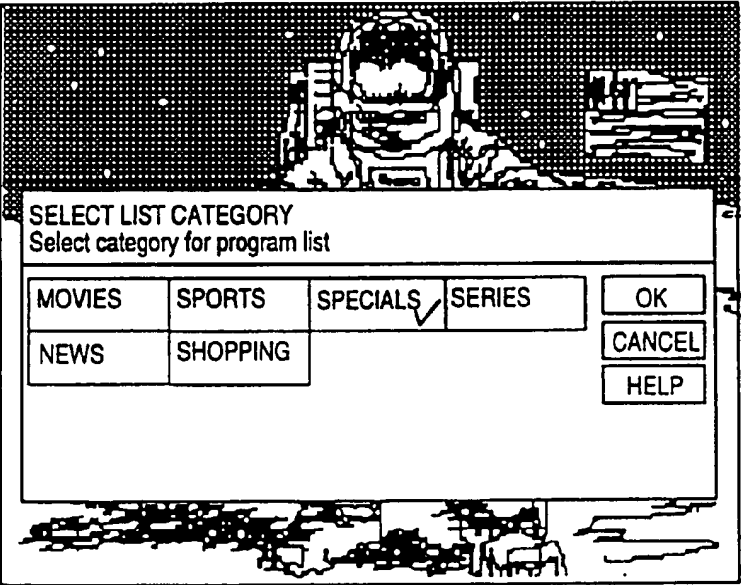 SELECT LIST CATEGORY
Select category for program list
MOVIES SPORTS SPECIALS SERIES
NEWS SHOPPING
OK
CANCEL
HELP